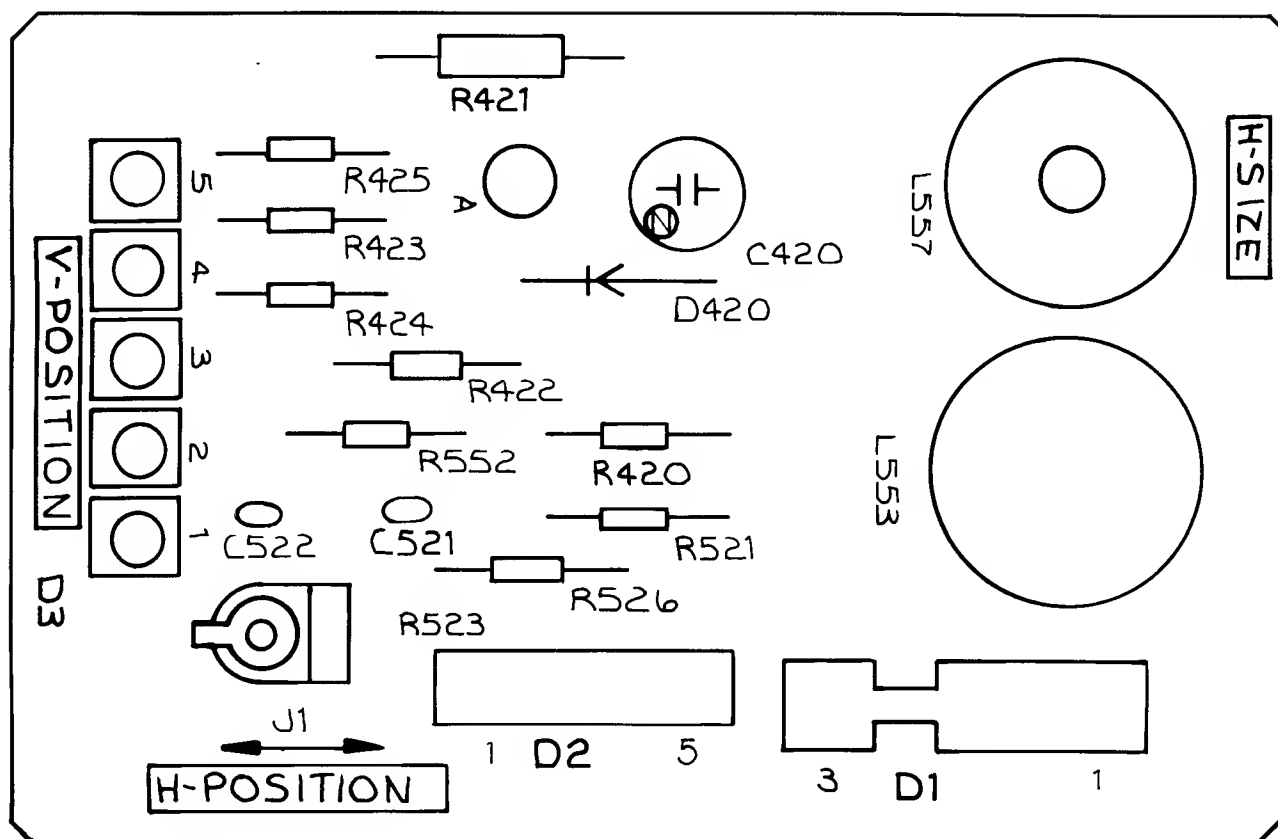 R421
R425
A
R423
C420
D420
R424
R422
R552
R420
C522
C521
R521
R526
R523
L557
H-SIZE
L553
V-POSITION
5
4
3
2
1
D3
J1
H-POSITION
1 D2 5
3 D1 1
N